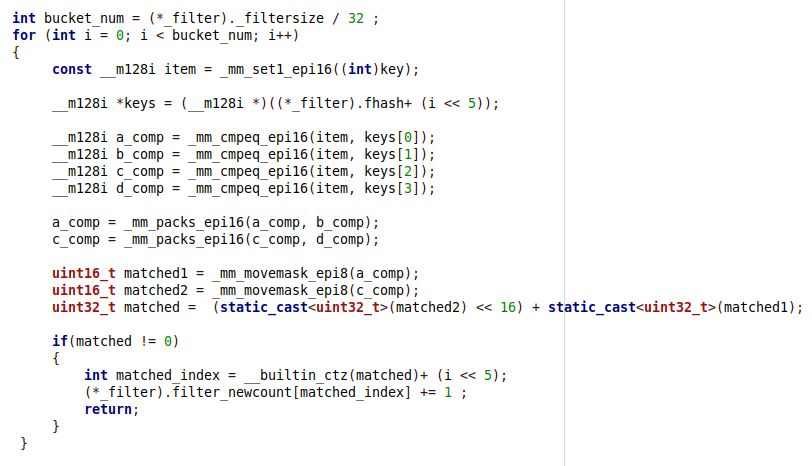 int bucket_num = (*_filter)._filtersize / 32 ;
for (int i = 0; i < bucket_num; i++)
{
     const __m128i item = _mm_set1_epi16((int)key);
     __m128i *keys = (__m128i *)((*_filter).fhash+ (i << 5));
     __m128i a_comp = _mm_cmpeq_epi16(item, keys[0]);
     __m128i b_comp = _mm_cmpeq_epi16(item, keys[1]);
     __m128i c_comp = _mm_cmpeq_epi16(item, keys[2]);
     __m128i d_comp = _mm_cmpeq_epi16(item, keys[3]);
     a_comp = _mm_packs_epi16(a_comp, b_comp);
     c_comp = _mm_packs_epi16(c_comp, d_comp);
     uint16_t matched1 = _mm_movemask_epi8(a_comp);
     uint16_t matched2 = _mm_movemask_epi8(c_comp);
     uint32_t matched =  (static_cast<uint32_t>(matched2) << 16) + static_cast<uint32_t>(matched1);
     if(matched != 0)
     {
         int matched_index = __builtin_ctz(matched)+ (i << 5);
         (*_filter).filter_newcount[matched_index] += 1 ;
         return;
     }
 }